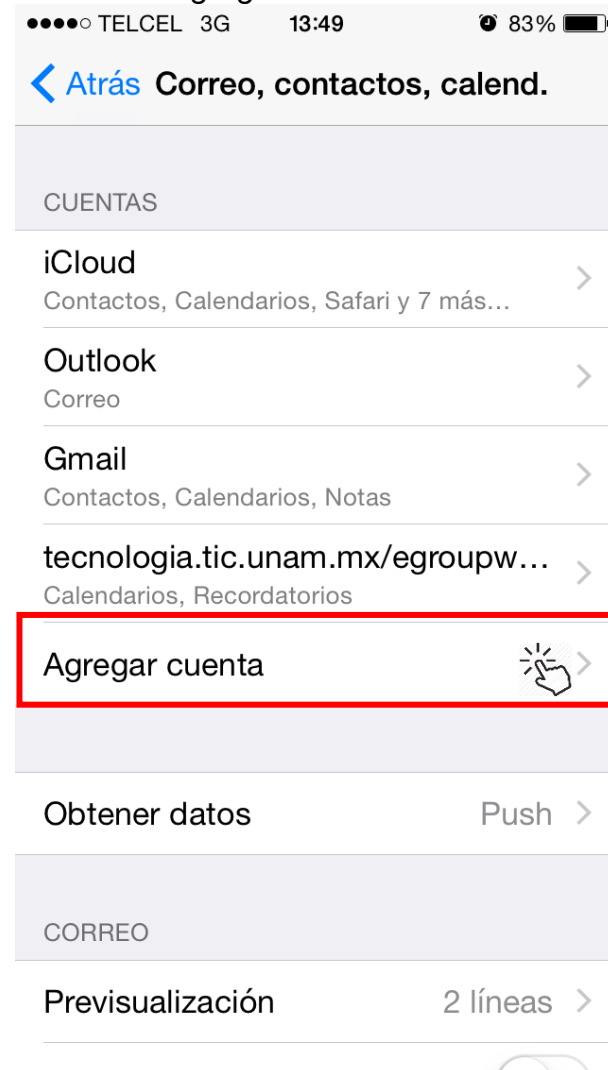 TELCEL 3G 13:49 83%
Atrás Correo, contactos, calend.
CUENTAS
iCloud
Contactos, Calendarios, Safari y 7 más...
Outlook
Correo
Gmail
Contactos, Calendarios, Notas
tecnologia.tic.unam.mx/egroupw...
Calendarios, Recordatorios
Agregar cuenta
Obtener datos Push
CORREO
Previsualización 2 líneas